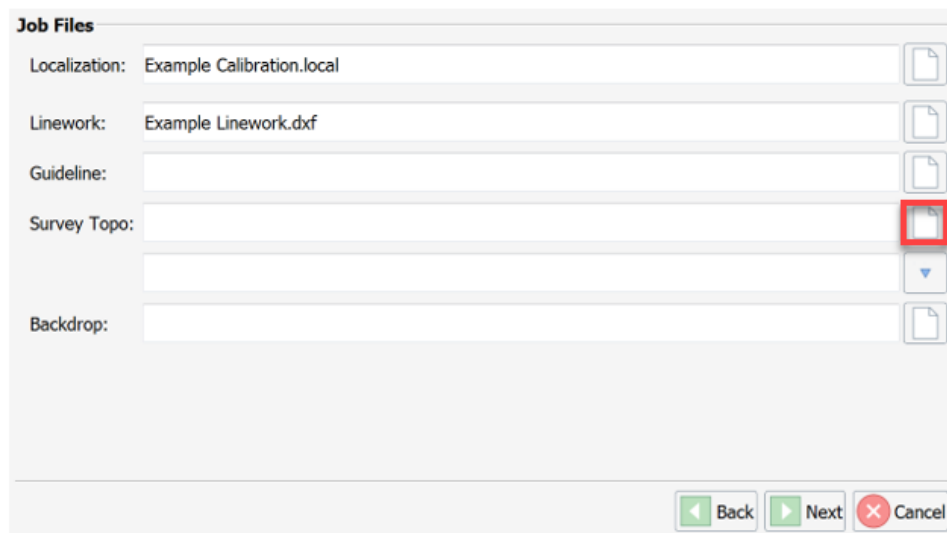 Job Files
Localization: Example Calibration.local
Linework: Example Linework.dxf
Guideline:
Survey Topo:
Backdrop:
Back Next Cancel